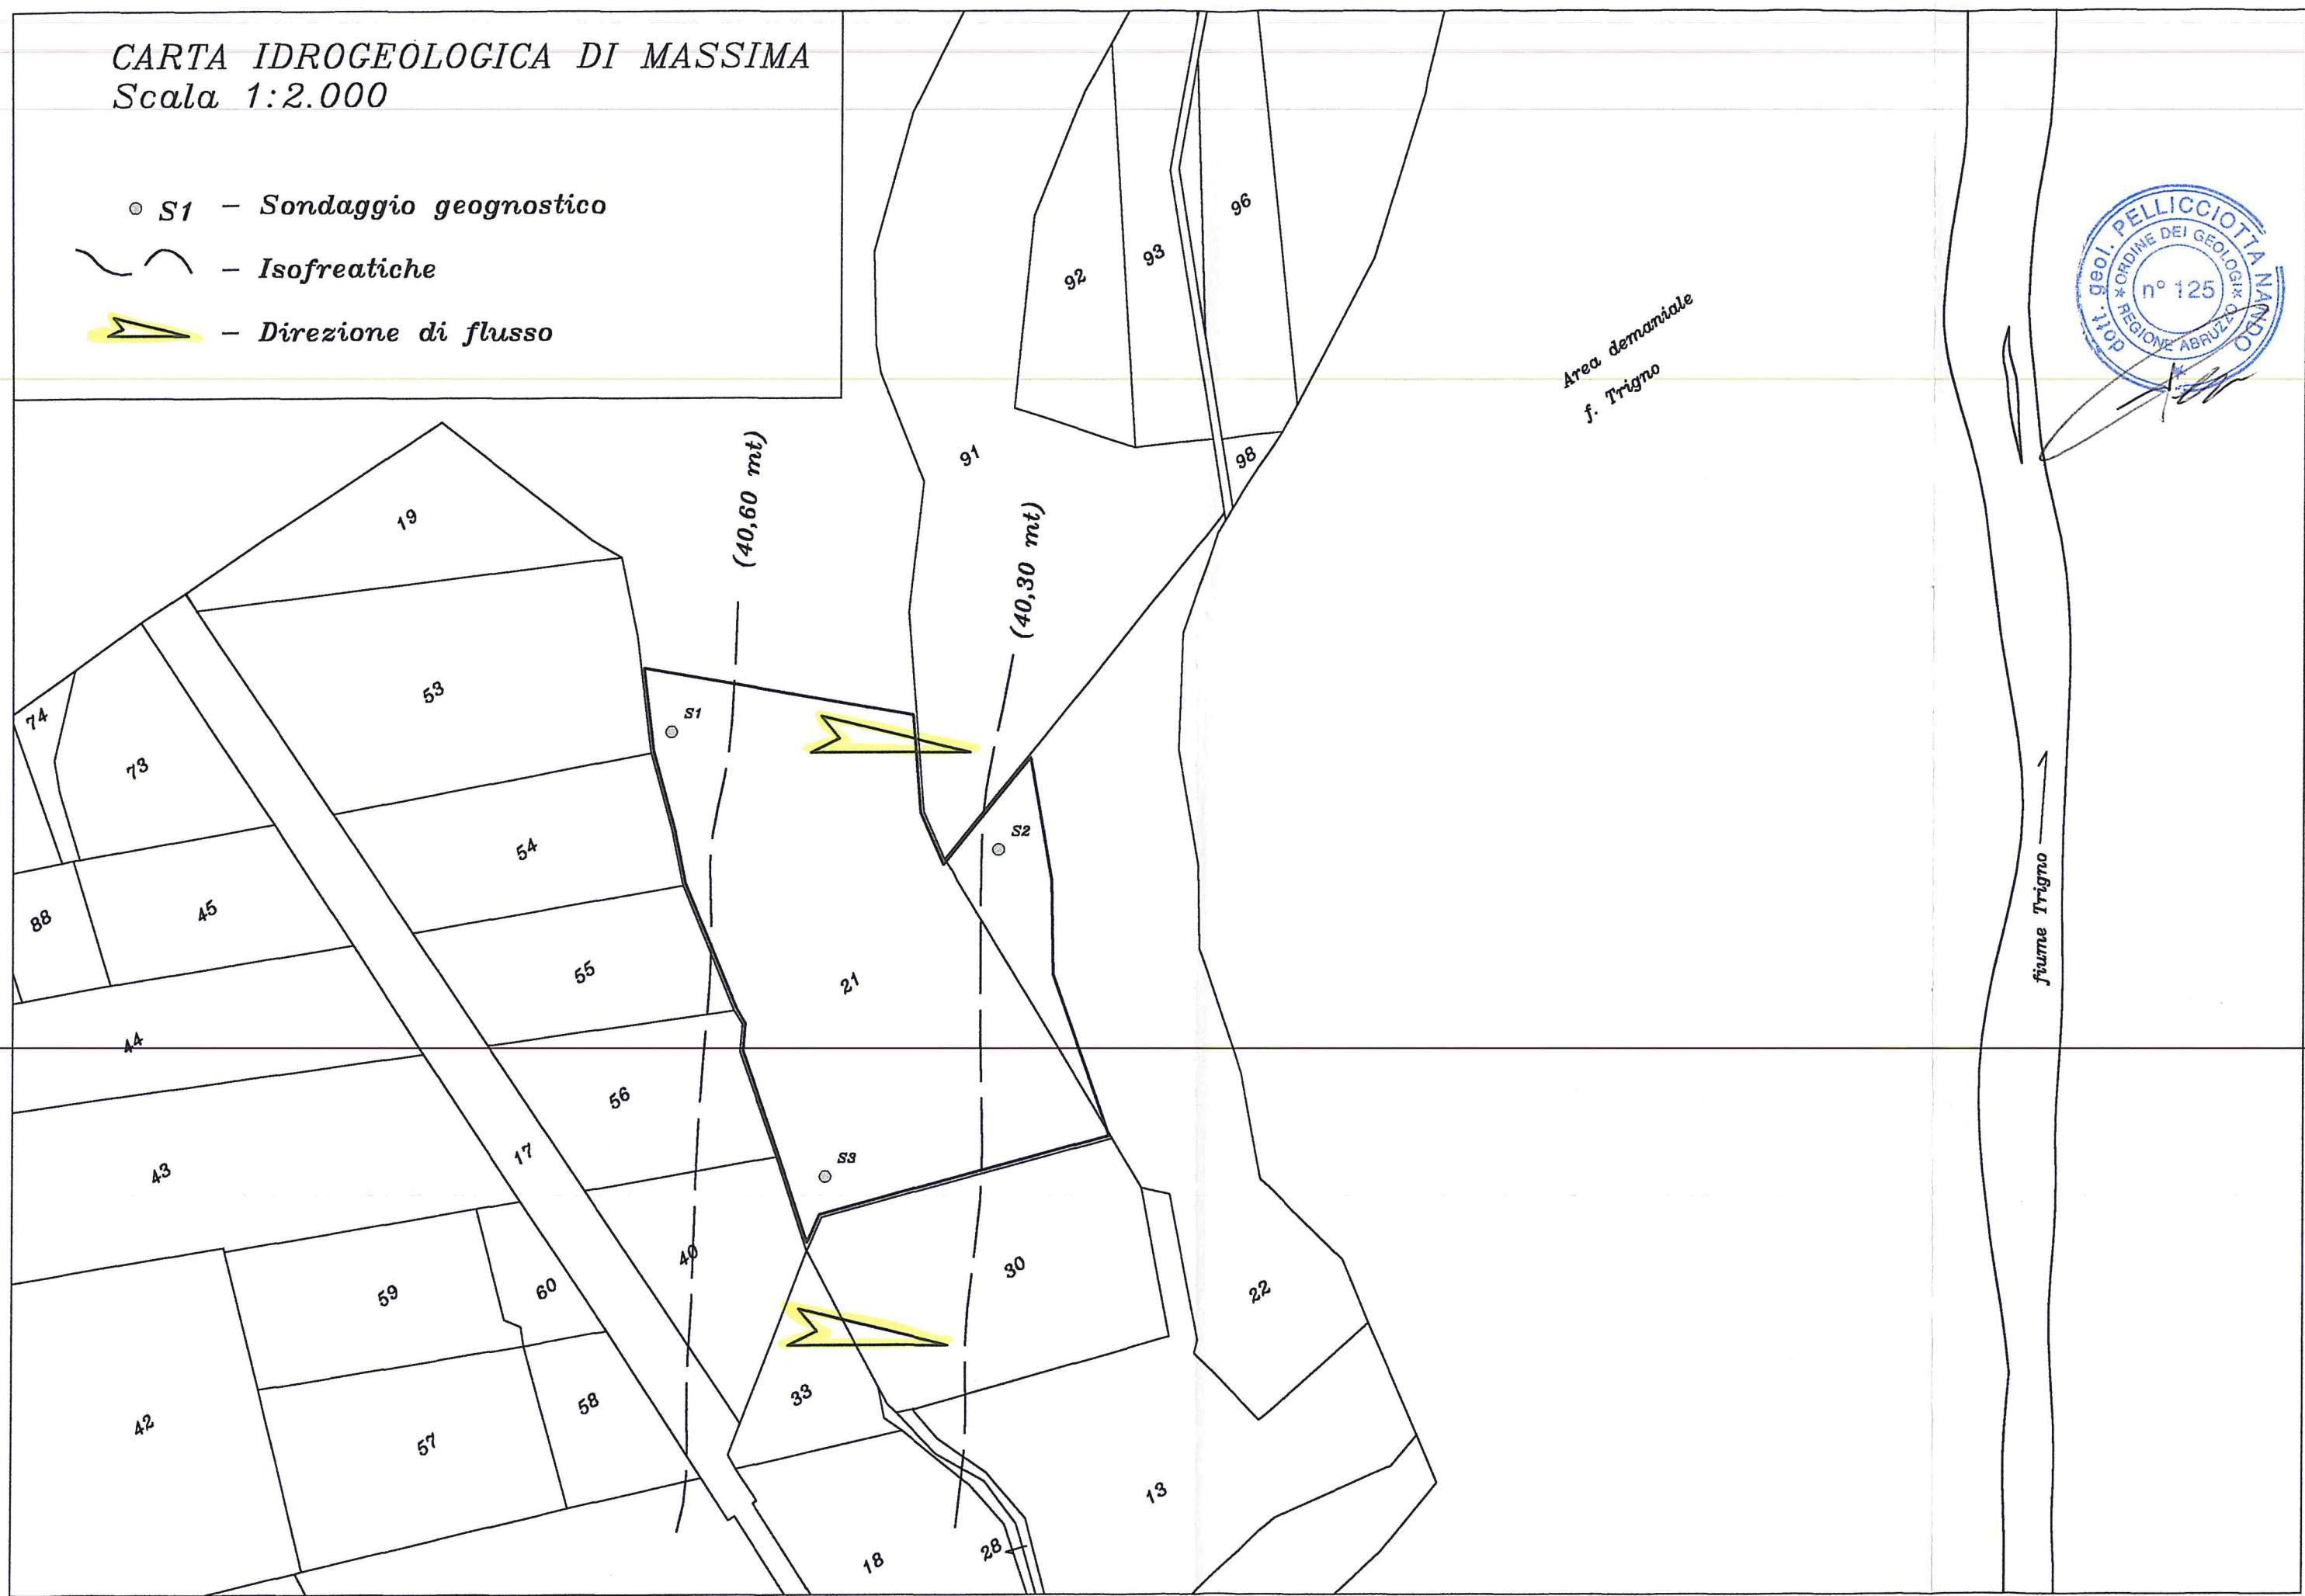 CARTA IDROGEOLOGICA DI MASSIMA
Scala 1:2.000
S1 – Sondaggio geognostico
– Isofreatiche
– Direzione di flusso
dott. geol. PELLICCIOTTA NANDO
ORDINE DEI GEOLOGI
REGIONE ABRUZZO
n° 125
Area demaniale
f. Trigno
96
93
92
91
98
(40,60 mt)
(40,30 mt)
19
53
74
73
S1
S2
54
88
45
55
21
fiume Trigno
44
56
17
43
S3
40
30
59
60
22
33
58
42
57
13
28
18